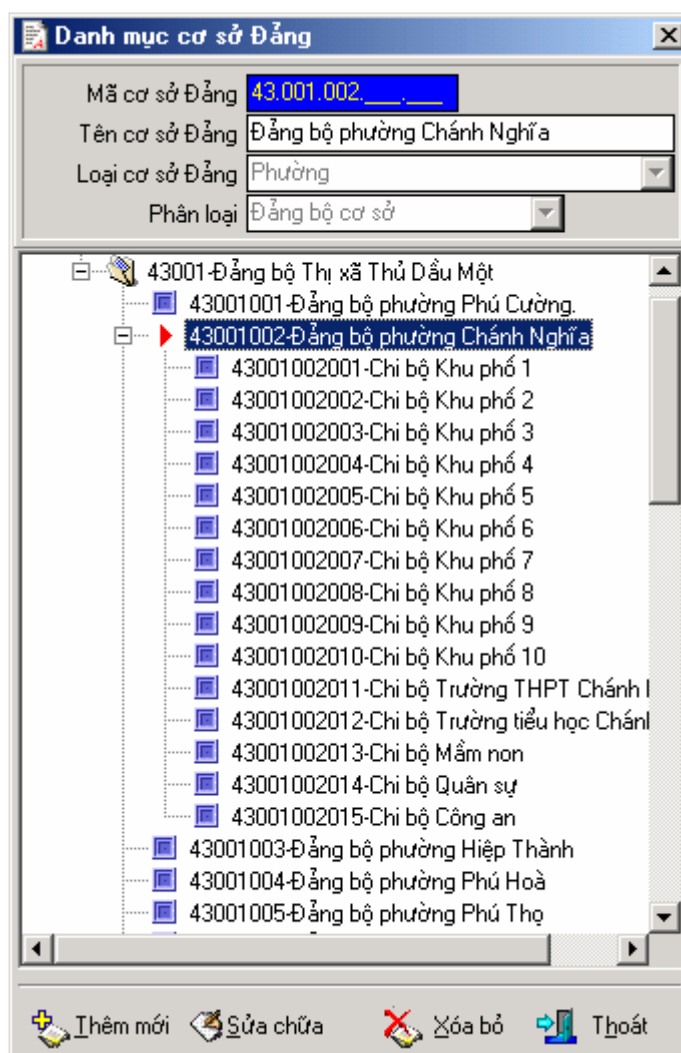 Danh mục cơ sở Đảng
Mã cơ sở Đảng 43.001.002.___.___
Tên cơ sở Đảng Đảng bộ phường Chánh Nghĩa
Loại cơ sở Đảng Phường
Phân loại Đảng bộ cơ sở
43001-Đảng bộ Thị xã Thủ Dầu Một
43001001-Đảng bộ phường Phú Cường.
43001002-Đảng bộ phường Chánh Nghĩa
43001002001-Chi bộ Khu phố 1
43001002002-Chi bộ Khu phố 2
43001002003-Chi bộ Khu phố 3
43001002004-Chi bộ Khu phố 4
43001002005-Chi bộ Khu phố 5
43001002006-Chi bộ Khu phố 6
43001002007-Chi bộ Khu phố 7
43001002008-Chi bộ Khu phố 8
43001002009-Chi bộ Khu phố 9
43001002010-Chi bộ Khu phố 10
43001002011-Chi bộ Trường THPT Chánh
43001002012-Chi bộ Trường tiểu học Chánh
43001002013-Chi bộ Mầm non
43001002014-Chi bộ Quân sự
43001002015-Chi bộ Công an
43001003-Đảng bộ phường Hiệp Thành
43001004-Đảng bộ phường Phú Hoà
43001005-Đảng bộ phường Phú Thọ
Thêm mới Sửa chữa Xóa bỏ Thoát